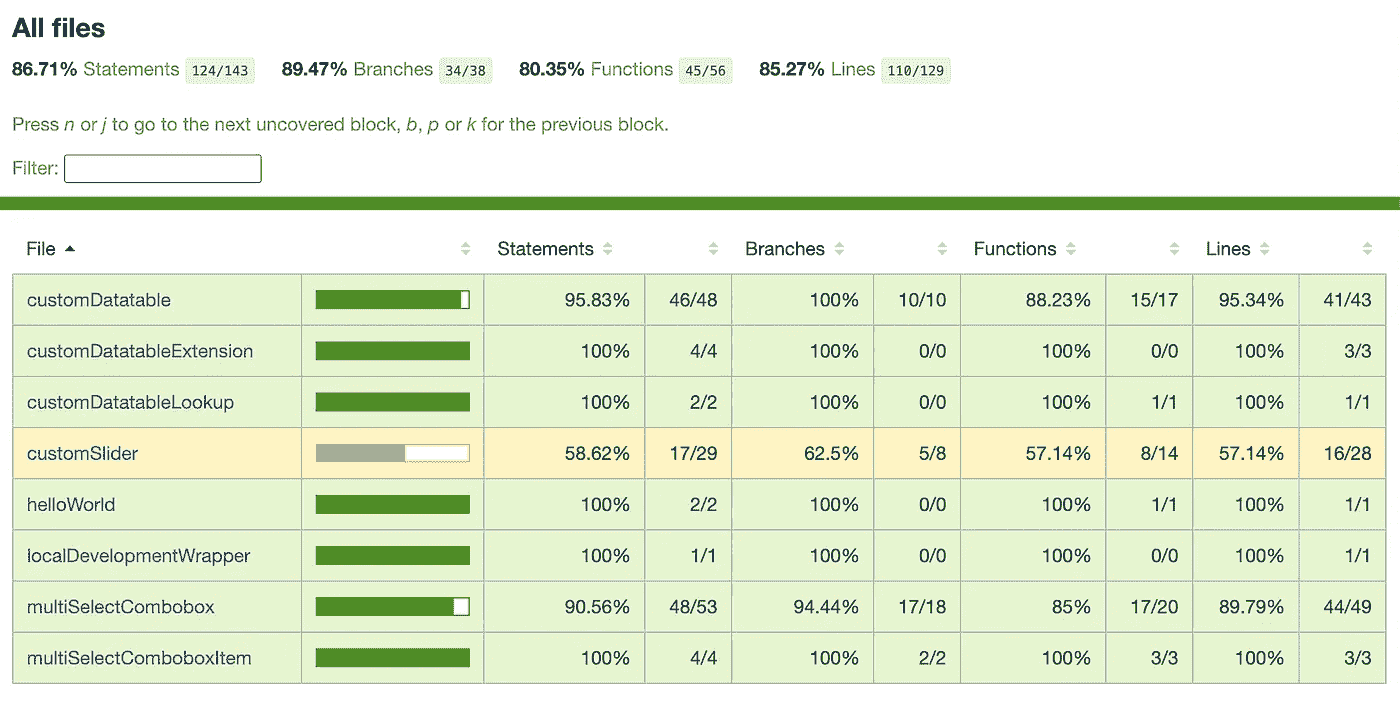 All files
86.71% Statements 124/143 89.47% Branches 34/38 80.35% Functions 45/56 85.27% Lines 110/129
Press n or j to go to the next uncovered block, b, p or k for the previous block.
Filter:
File Statements Branches Functions Lines
customDatatable 95.83% 46/48 100% 10/10 88.23% 15/17 95.34% 41/43
customDatatableExtension 100% 4/4 100% 0/0 100% 0/0 100% 3/3
customDatatableLookup 100% 2/2 100% 0/0 100% 1/1 100% 1/1
customSlider 58.62% 17/29 62.5% 5/8 57.14% 8/14 57.14% 16/28
helloWorld 100% 2/2 100% 0/0 100% 1/1 100% 1/1
localDevelopmentWrapper 100% 1/1 100% 0/0 100% 0/0 100% 1/1
multiSelectCombobox 90.56% 48/53 94.44% 17/18 85% 17/20 89.79% 44/49
multiSelectComboboxItem 100% 4/4 100% 2/2 100% 3/3 100% 3/3